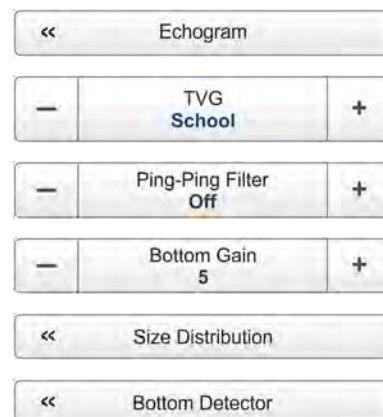 « Echogram
TVG
— School +
Ping-Ping Filter
— Off +
Bottom Gain
— 5 +
« Size Distribution
« Bottom Detector